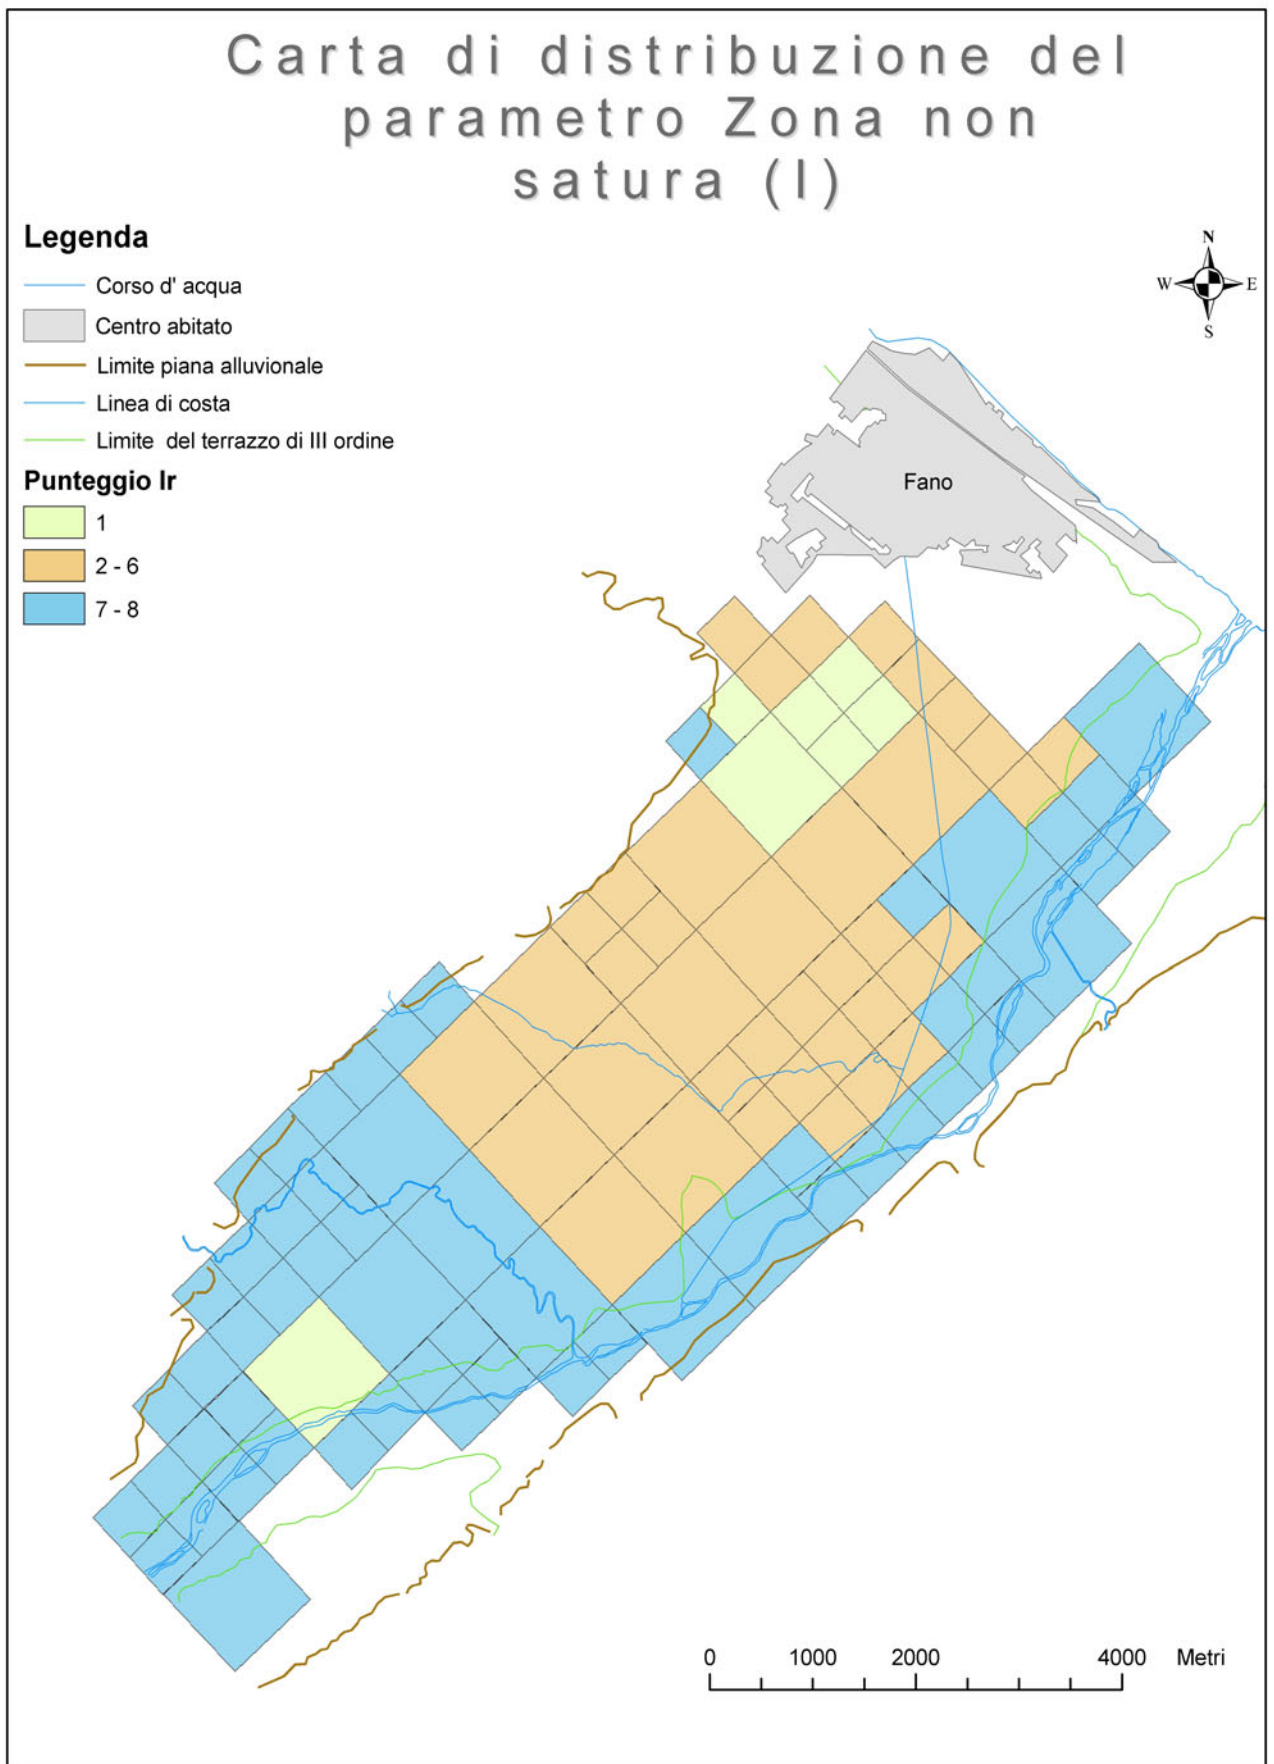 Carta di distribuzione del
parametro Zona non
satura (I)
Legenda
Corso d' acqua
Centro abitato
Limite piana alluvionale
Linea di costa
Limite del terrazzo di III ordine
Punteggio Ir
1
2 - 6
7 - 8
N
W E
S
Fano
0 1000 2000 4000 Metri